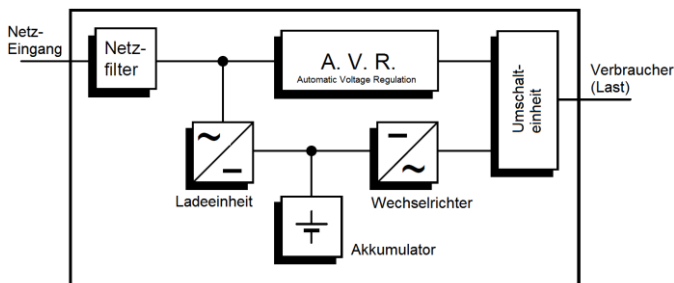 Netz-
Eingang
Netz-
filter
A. V. R.
Automatic Voltage Regulation
Umschalt-
einheit
Verbraucher
(Last)
Ladeeinheit
Wechselrichter
Akkumulator